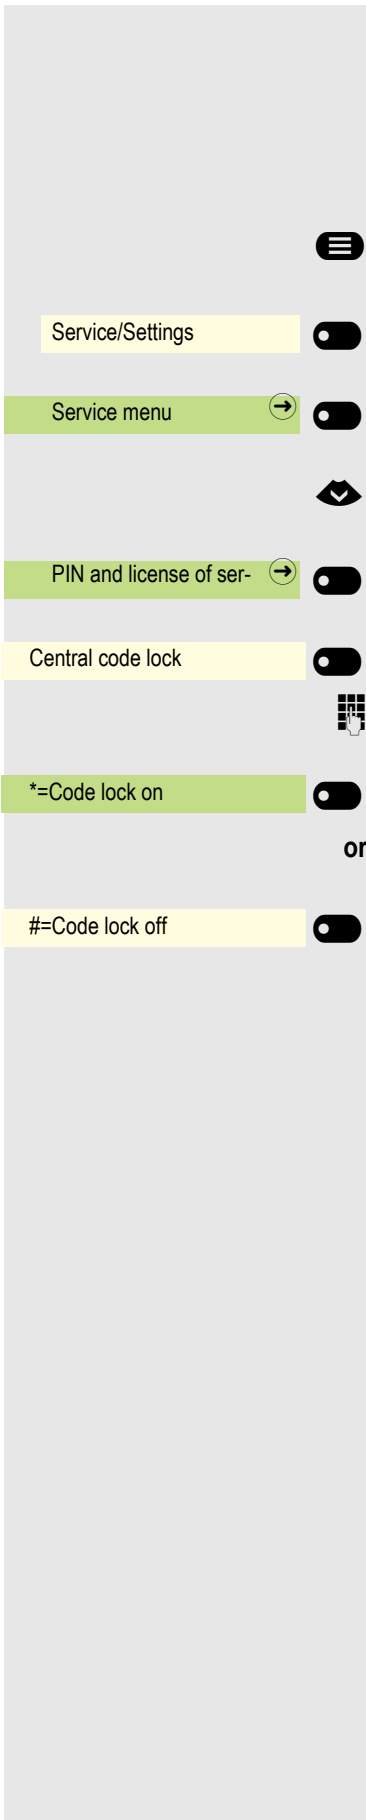 Service/Settings
Service menu
PIN and license of ser-
Central code lock
*=Code lock on
or
#=Code lock off